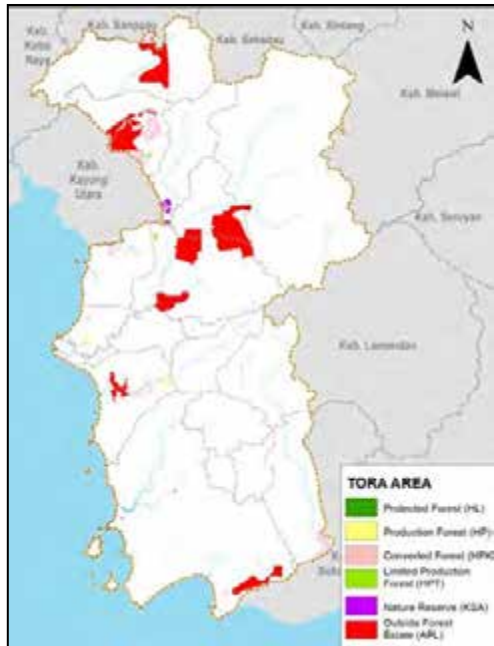 Kab. Sanggau
Kab. Sintang
Kab.
Kubu
Raya
Kab. Sekadau
N
Kab. Melawi
Kab.
Kayong
Utara
Kab. Seruyan
Kab. Lamandau
TORA AREA
Protected Forest (HL)
Production Forest (HP)
Converted Forest (HPK)
Limited Production
Forest (HPT)
Nature Reserve (KSA)
Outside Forest
Estate (APL)